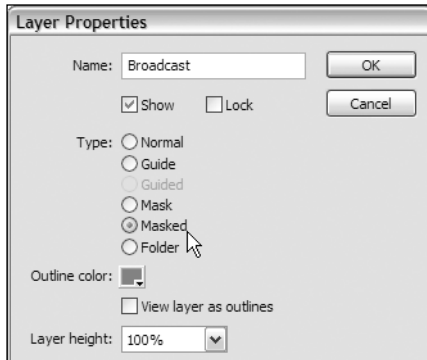 Layer Properties
Name: Broadcast OK
Show Lock Cancel
Type: Normal
Guide
Guided
Mask
Masked
Folder
Outline color:
View layer as outlines
Layer height: 100%